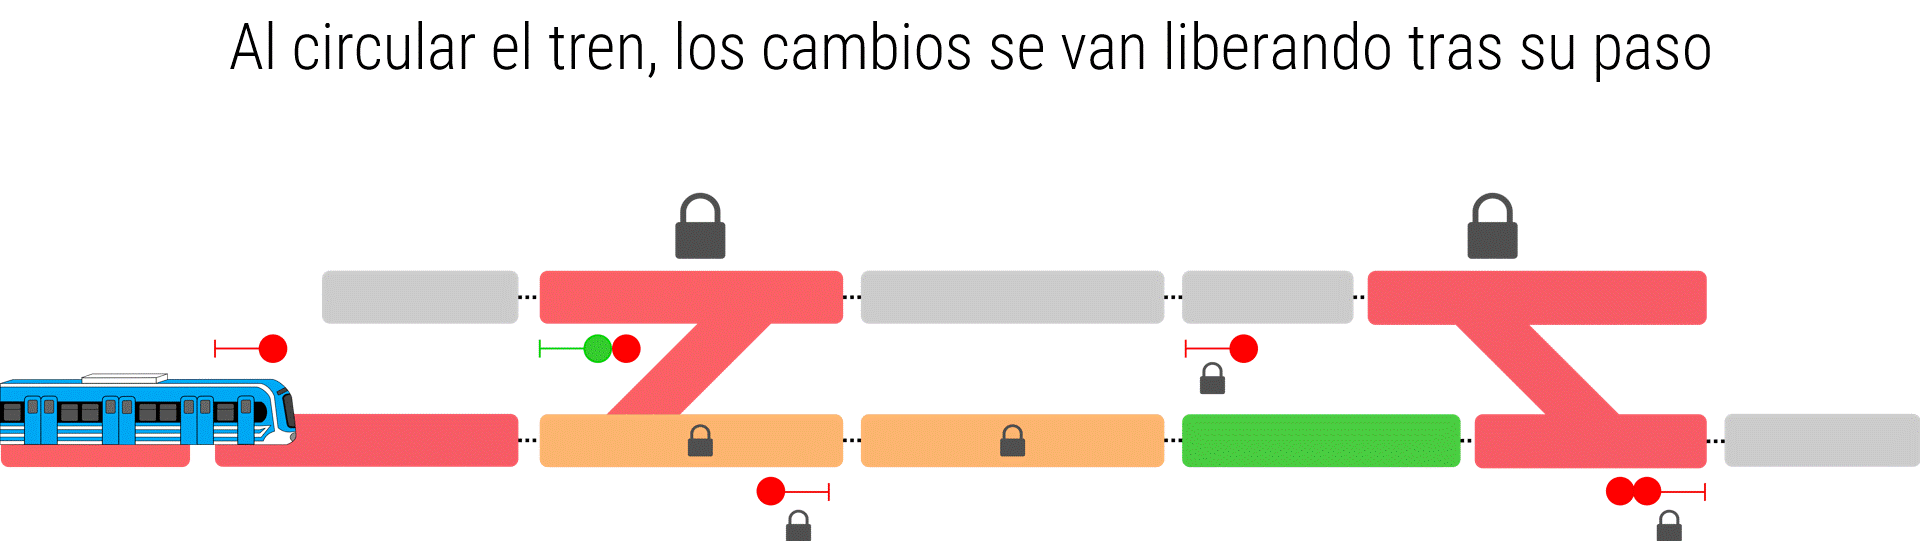 Al circular el tren, los cambios se van liberando tras su paso